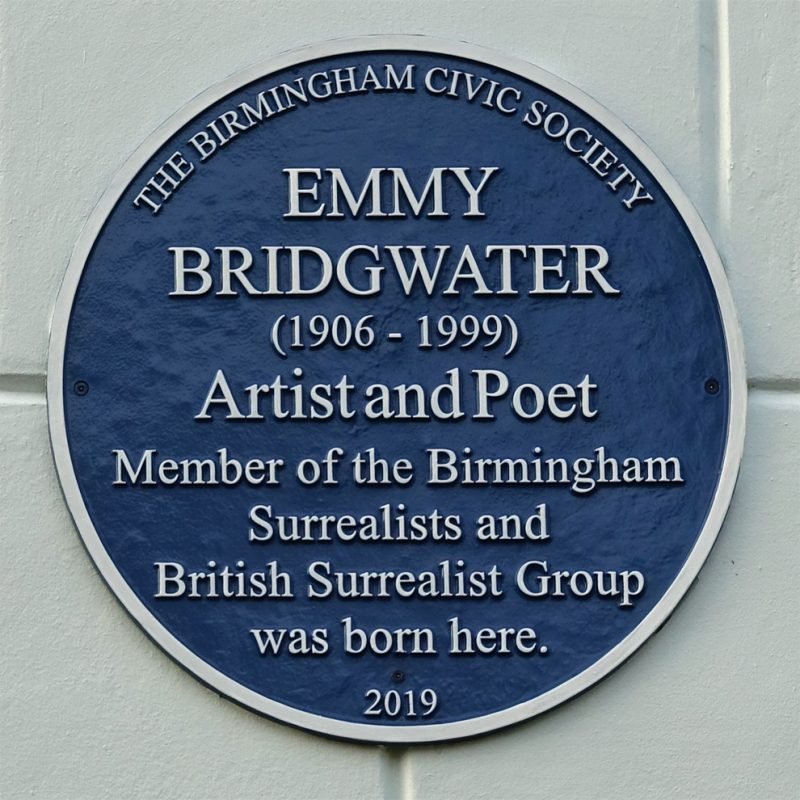 THE BIRMINGHAM CIVIC SOCIETY
EMMY
BRIDGWATER
(1906 - 1999)
Artist and Poet
Member of the Birmingham
Surrealists and
British Surrealist Group
was born here.
2019